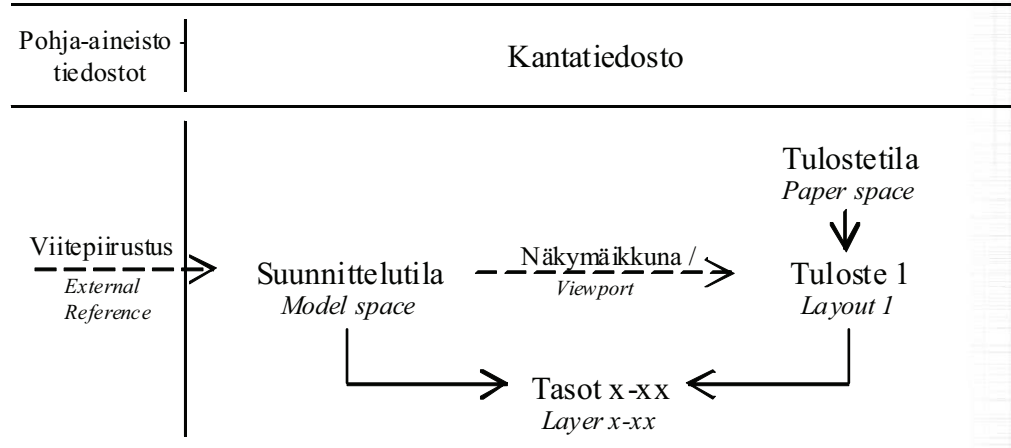 Pohja-aineisto -
tiedostot
Kantatiedosto
Tulostetila
Paper space
Viitepiirustus
External
Reference
Suunnittelutila
Model space
Näkymäikkuna /
Viewport
Tuloste 1
Layout 1
Tasot x-xx
Layer x-xx